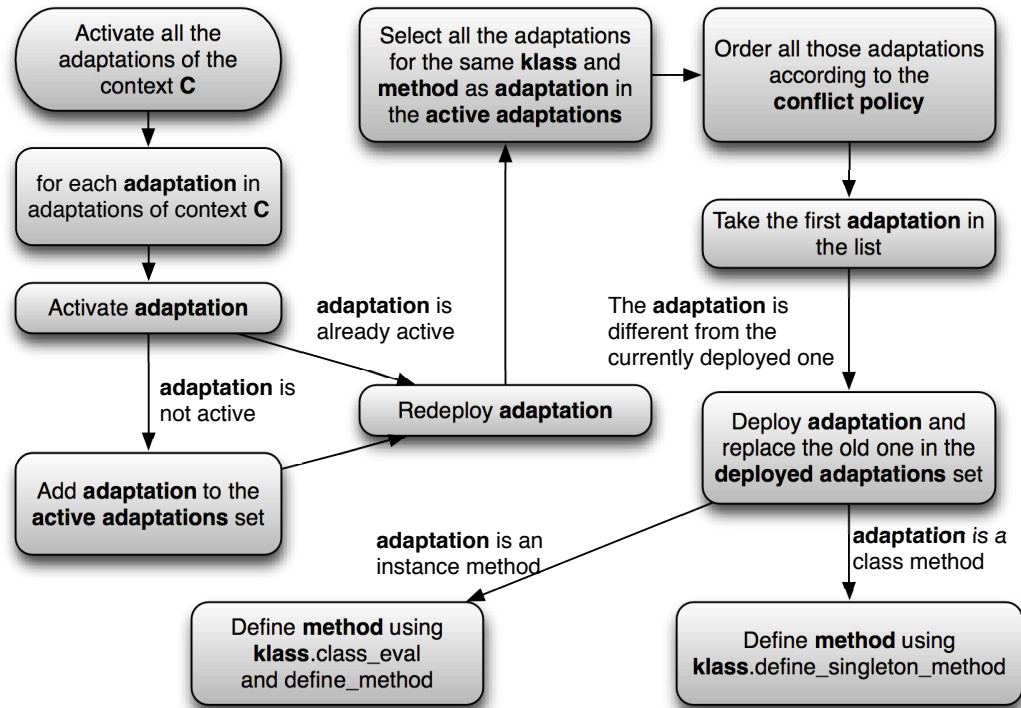 Activate all the
adaptations of the
context C
for each adaptation in
adaptations of context C
Activate adaptation
adaptation is
already active
adaptation is
not active
Add adaptation to the
active adaptations set
Redeploy adaptation
Select all the adaptations
for the same klass and
method as adaptation in
the active adaptations
Order all those adaptations
according to the
conflict policy
Take the first adaptation in
the list
The adaptation is
different from the
currently deployed one
Deploy adaptation and
replace the old one in the
deployed adaptations set
adaptation is an
instance method
adaptation is a
class method
Define method using
klass.class_eval
and define_method
Define method using
klass.define_singleton_method